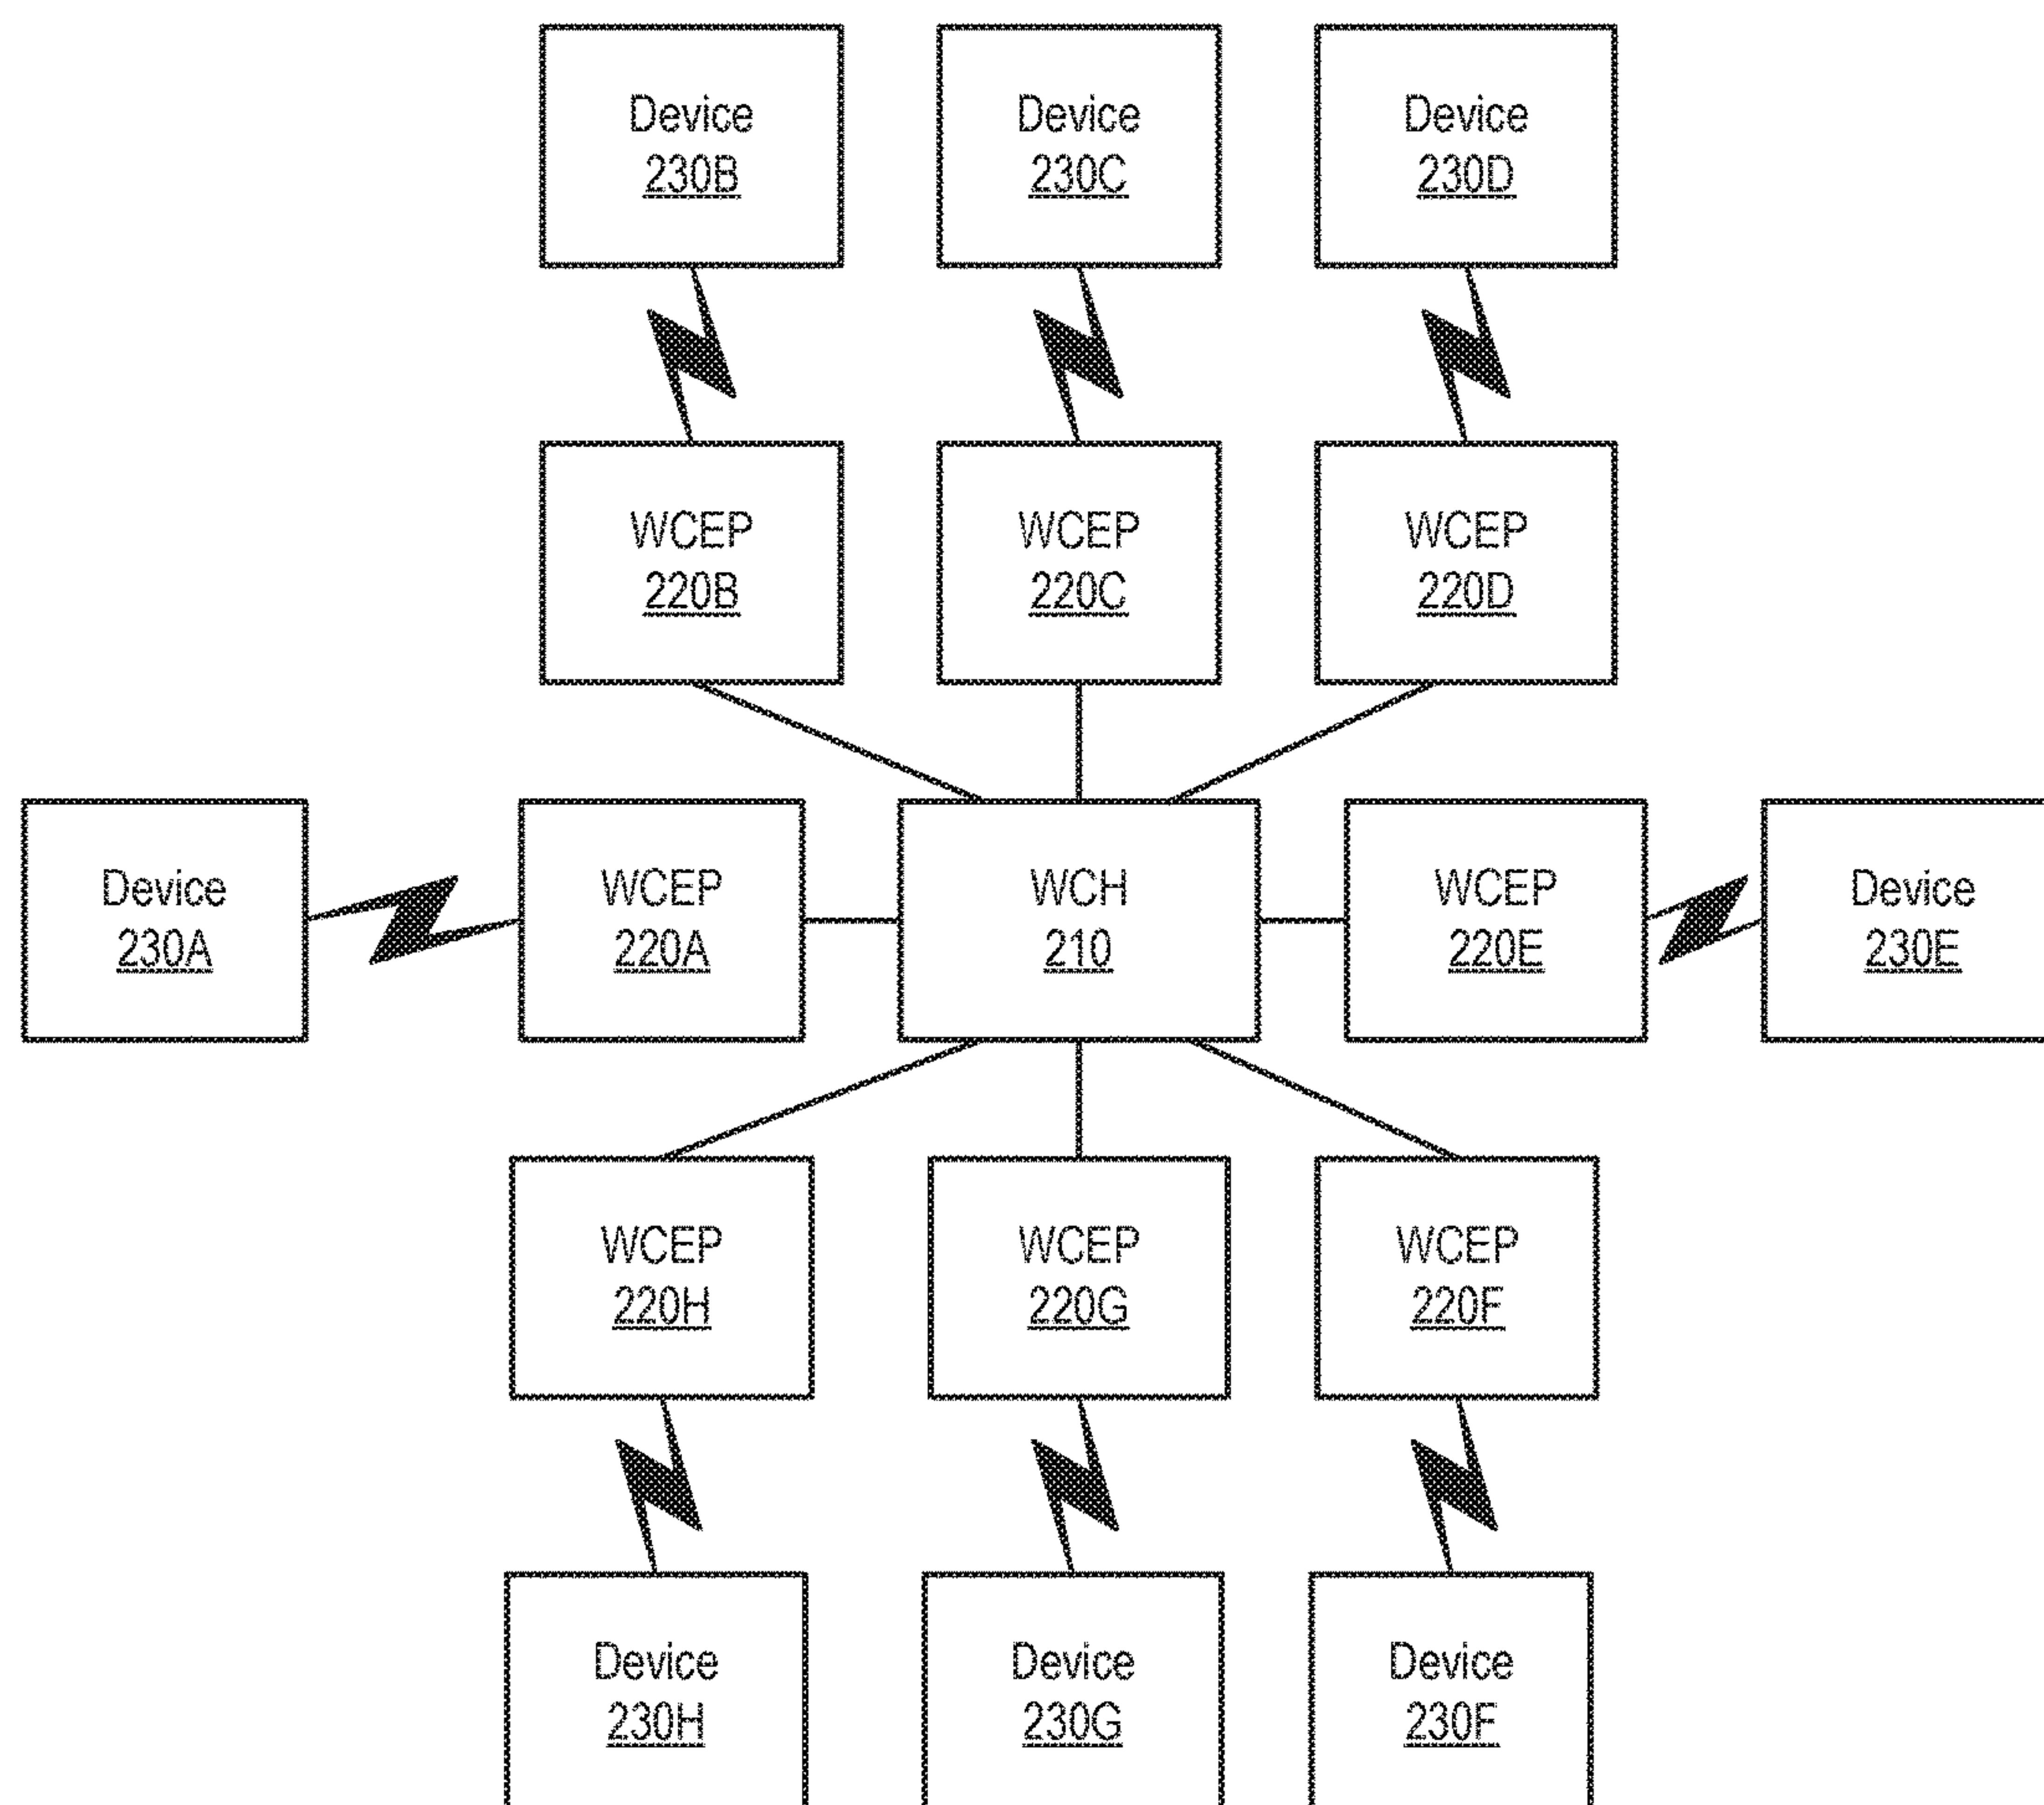 Device
230B
Device
230C
Device
230D
WCEP
220B
WCEP
220C
WCEP
220D
Device
230A
WCEP
220A
WCH
210
WCEP
220E
Device
230E
WCEP
220H
WCEP
220G
WCEP
220F
Device
230H
Device
230G
Device
230F